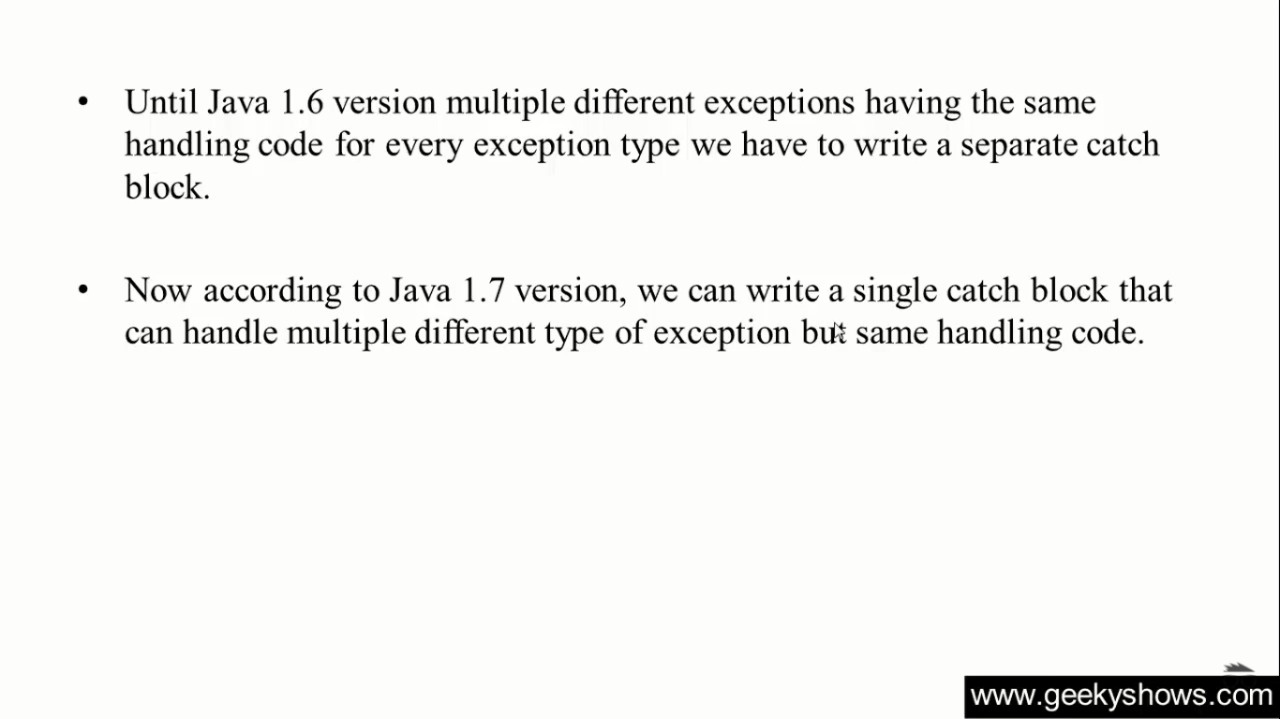 • Until Java 1.6 version multiple different exceptions having the same
handling code for every exception type we have to write a separate catch
block.
• Now according to Java 1.7 version, we can write a single catch block that
can handle multiple different type of exception but same handling code.
www.geekyshows.com